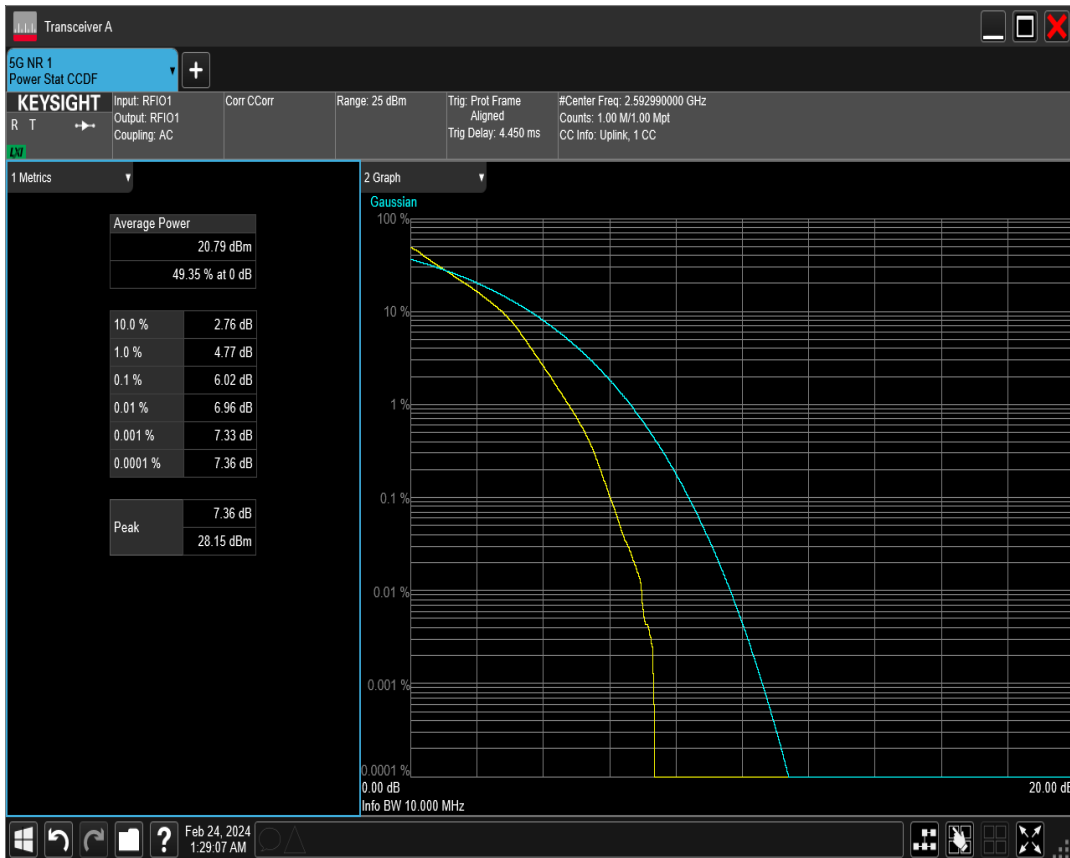 Transceiver A
5G NR 1
Power Stat CCDF
KEYSIGHT
R T
LXI
Input: RFIO1
Output: RFIO1
Coupling: AC
Corr CCorr
Range: 25 dBm
Trig: Prot Frame
Aligned
Trig Delay: 4.450 ms
#Center Freq: 2.592990000 GHz
Counts: 1.00 M/1.00 Mpt
CC Info: Uplink, 1 CC
1 Metrics
Average Power
20.79 dBm
49.35 % at 0 dB
10.0 % 2.76 dB
1.0 % 4.77 dB
0.1 % 6.02 dB
0.01 % 6.96 dB
0.001 % 7.33 dB
0.0001 % 7.36 dB
Peak
7.36 dB
28.15 dBm
2 Graph
Gaussian
100 %
10 %
1 %
0.1 %
0.01 %
0.001 %
0.0001 %
0.00 dB
20.00 dB
Info BW 10.000 MHz
?
Feb 24, 2024
1:29:07 AM